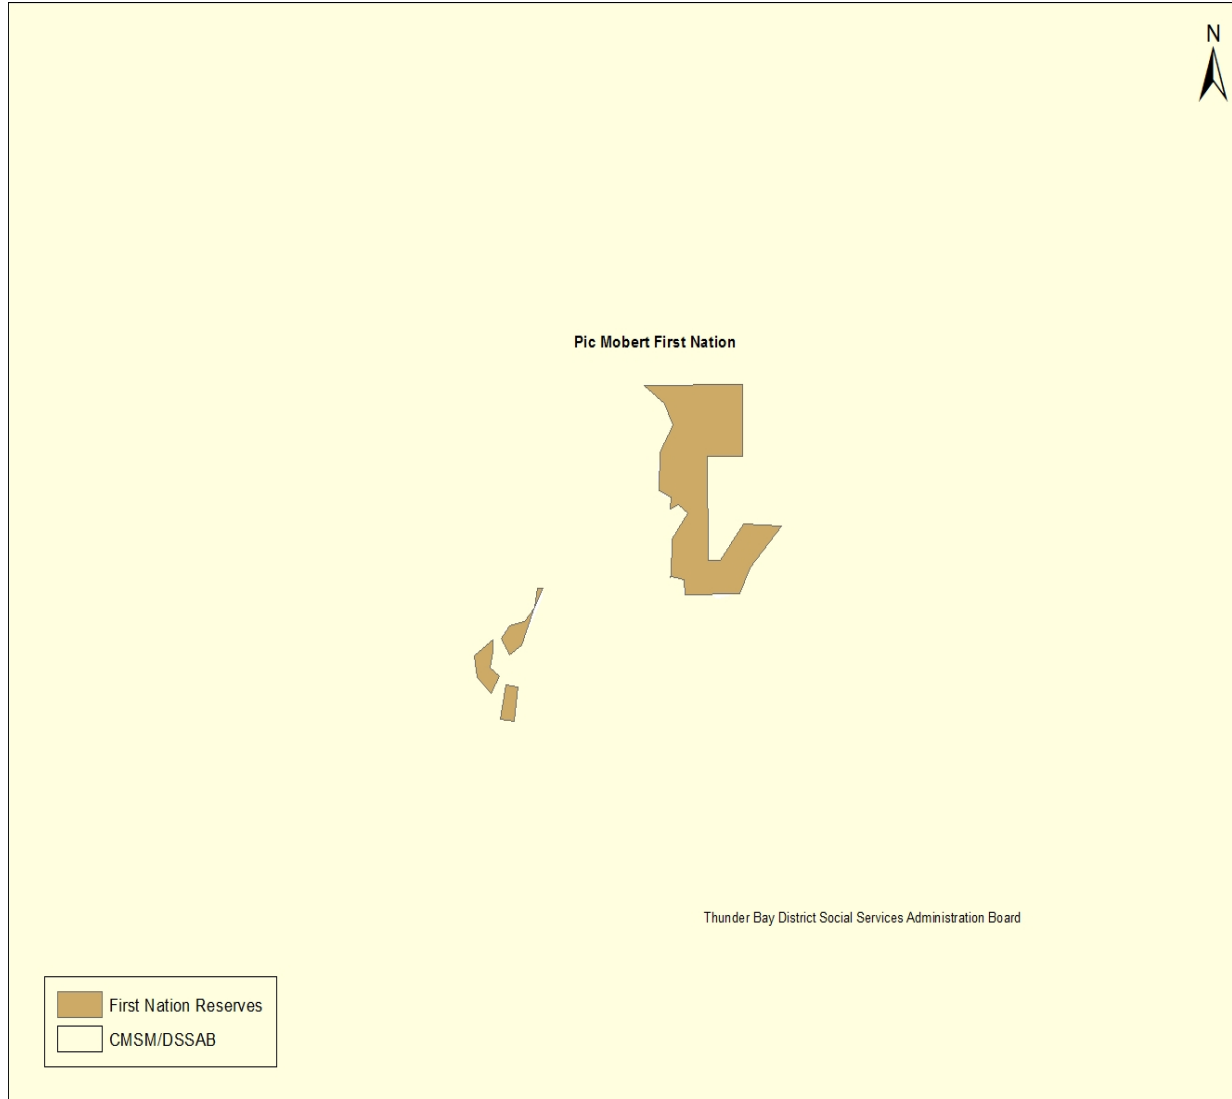 N
Pic Mobert First Nation
Thunder Bay District Social Services Administration Board
First Nation Reserves
CMSM/DSSAB